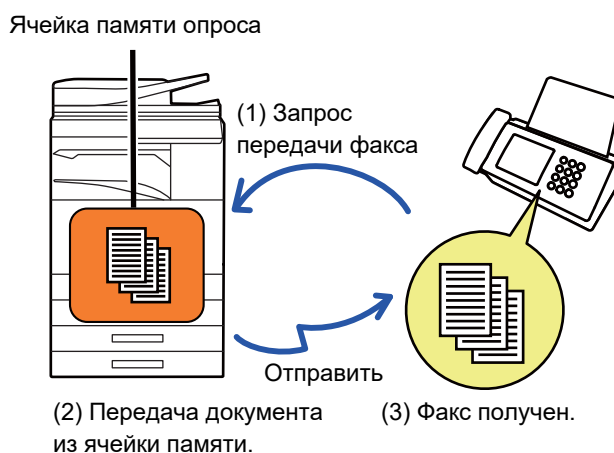 Ячейка памяти опроса
(1) Запрос
передачи факса
Отправить
(2) Передача документа
из ячейки памяти.
(3) Факс получен.